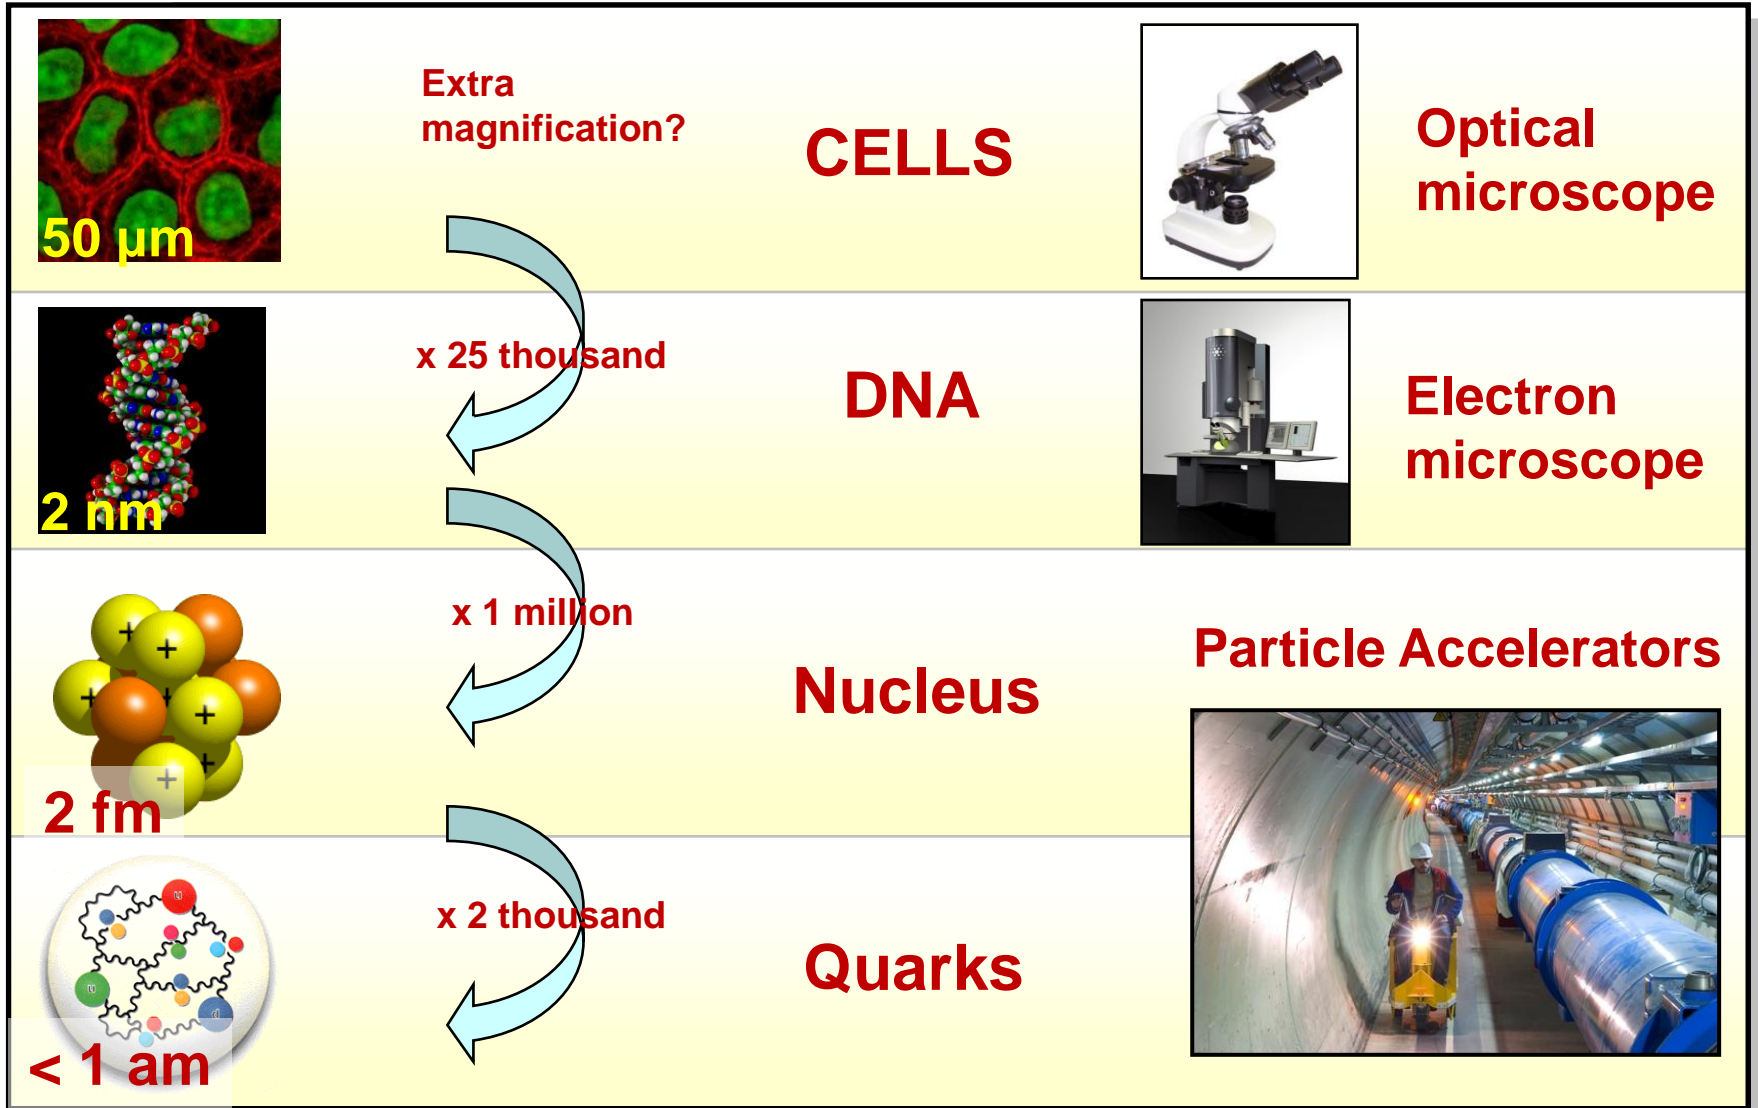 Extra
magnification?
CELLS
Optical
microscope
50 µm
x 25 thousand
DNA
Electron
microscope
2 nm
x 1 million
Nucleus
Particle Accelerators
+
+
+
+
+
+
+
2 fm
x 2 thousand
Quarks
u
u
d
< 1 am